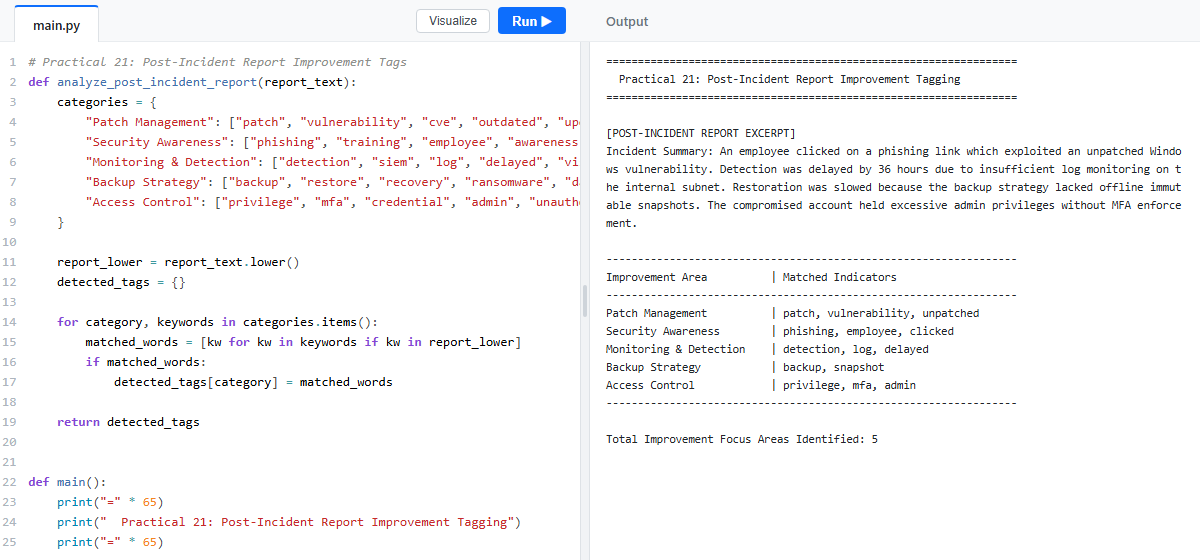 main.py
Visualize
Run ▶
Output
1 # Practical 21: Post-Incident Report Improvement Tags
2 def analyze_post_incident_report(report_text):
3     categories = {
4         "Patch Management": ["patch", "vulnerability", "cve", "outdated", "up
5         "Security Awareness": ["phishing", "training", "employee", "awareness
6         "Monitoring & Detection": ["detection", "siem", "log", "delayed", "vi
7         "Backup Strategy": ["backup", "restore", "recovery", "ransomware", "d
8         "Access Control": ["privilege", "mfa", "credential", "admin", "unauth
9     }
10
11     report_lower = report_text.lower()
12     detected_tags = {}
13
14     for category, keywords in categories.items():
15         matched_words = [kw for kw in keywords if kw in report_lower]
16         if matched_words:
17             detected_tags[category] = matched_words
18
19     return detected_tags
20
21
22 def main():
23     print("=" * 65)
24     print("  Practical 21: Post-Incident Report Improvement Tagging")
25     print("=" * 65)
=================================================================
  Practical 21: Post-Incident Report Improvement Tagging
=================================================================
[POST-INCIDENT REPORT EXCERPT]
Incident Summary: An employee clicked on a phishing link which exploited an unpatched Windo
ws vulnerability. Detection was delayed by 36 hours due to insufficient log monitoring on t
he internal subnet. Restoration was slowed because the backup strategy lacked offline immut
able snapshots. The compromised account held excessive admin privileges without MFA enforce
ment.
-----------------------------------------------------------------
Improvement Area          | Matched Indicators
-----------------------------------------------------------------
Patch Management          | patch, vulnerability, unpatched
Security Awareness        | phishing, employee, clicked
Monitoring & Detection    | detection, log, delayed
Backup Strategy           | backup, snapshot
Access Control            | privilege, mfa, admin
-----------------------------------------------------------------
Total Improvement Focus Areas Identified: 5